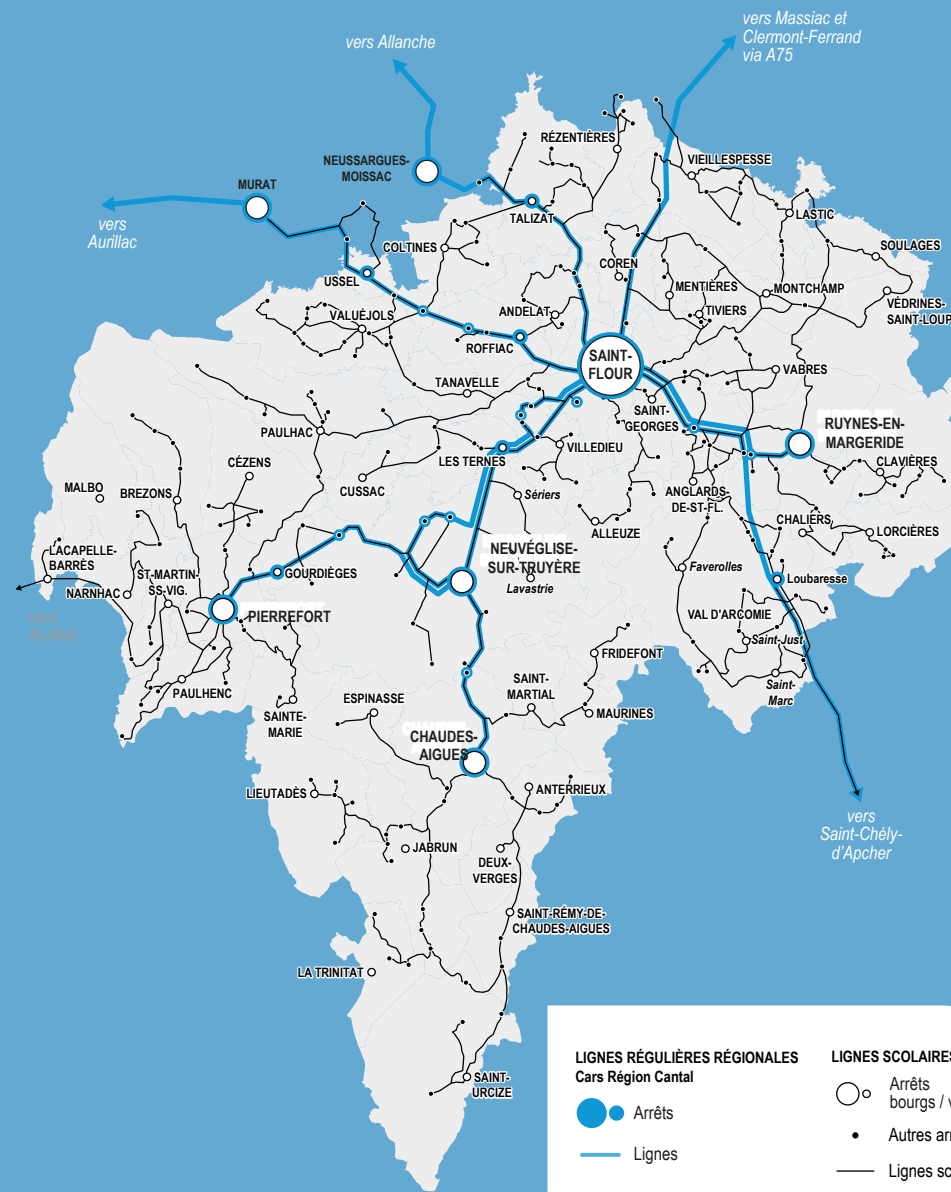 vers Massiac et
Clermont-Ferrand
via A75
vers Allanche
RÉZENTIÈRES
VIEILLESPESSE
NEUSSARGUES-
MOISSAC
MURAT
TALIZAT
LASTIC
vers
Aurillac
COLTINES
SOULAGES
COREN
USSEL
MENTIÈRES
MONTCHAMP
VÉDRINES-
SAINT-LOUP
ANDELAT
TIVIERS
VALUÉJOLS
ROFFIAC
SAINT-
FLOUR
VABRES
TANAVELLE
SAINT-
GEORGES
RUYNES-EN-
MARGERIDE
PAULHAC
LES TERNES
VILLEDIEU
CÉZENS
CLAVIÈRES
CUSSAC
MALBO
BREZONS
Sériers
ANGLARDS-
DE-ST-FL.
ALLEUZE
CHALIERS
LORCIÈRES
LACAPELLE-
BARRÈS
NEUVÉGLISE-
SUR-TRUYÈRE
ST-MARTIN-
SS-VIG.
GOURDIÈGES
Faverolles
Loubaresse
NARNHAC
Lavastrie
vers
Aurillac
PIERREFORT
VAL D'ARCOMIE
Saint-Just
FRIDEFONT
PAULHENC
SAINT-
MARTIAL
Saint-
Marc
ESPINASSE
SAINTE-
MARIE
MAURINES
CHAUDES-
AIGUES
LIEUTADÈS
ANTERRIEUX
vers
Saint-Chély-
d'Apcher
JABRUN
DEUX-
VERGES
SAINT-RÉMY-DE-
CHAUDES-AIGUES
LA TRINITAT
SAINT-
URCIZE
LIGNES RÉGULIÈRES RÉGIONALES
Cars Région Cantal
Arrêts
Lignes
LIGNES SCOLAIRES
Arrêts
bourgs /
Autres
Lignes